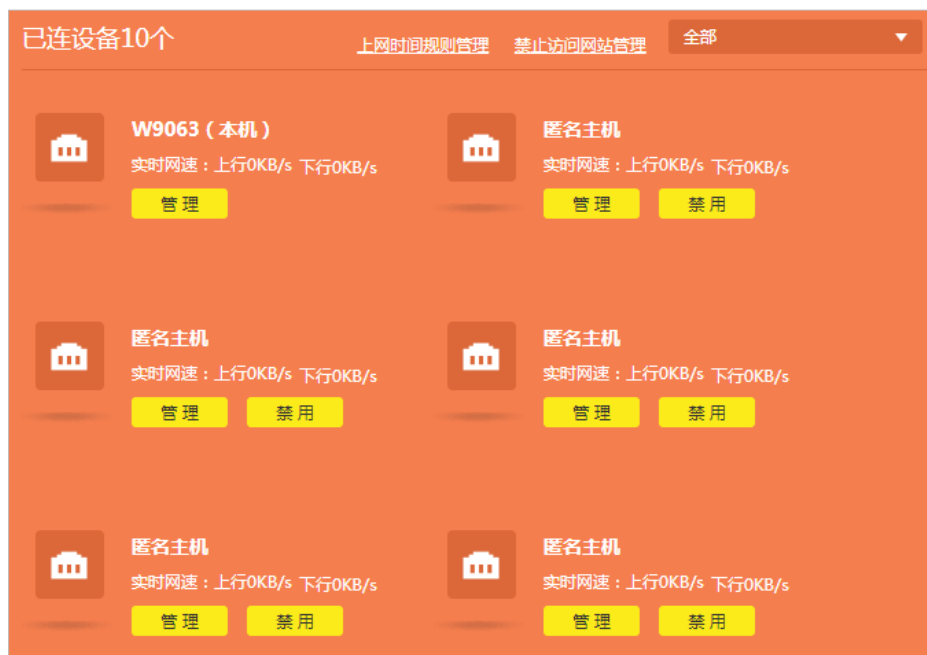 已连设备10个 上网时间规则管理 禁止访问网站管理 全部
W9063（本机）
实时网速：上行0KB/s 下行0KB/s
管理
匿名主机
实时网速：上行0KB/s 下行0KB/s
管理 禁用
匿名主机
实时网速：上行0KB/s 下行0KB/s
管理 禁用
匿名主机
实时网速：上行0KB/s 下行0KB/s
管理 禁用
匿名主机
实时网速：上行0KB/s 下行0KB/s
管理 禁用
匿名主机
实时网速：上行0KB/s 下行0KB/s
管理 禁用